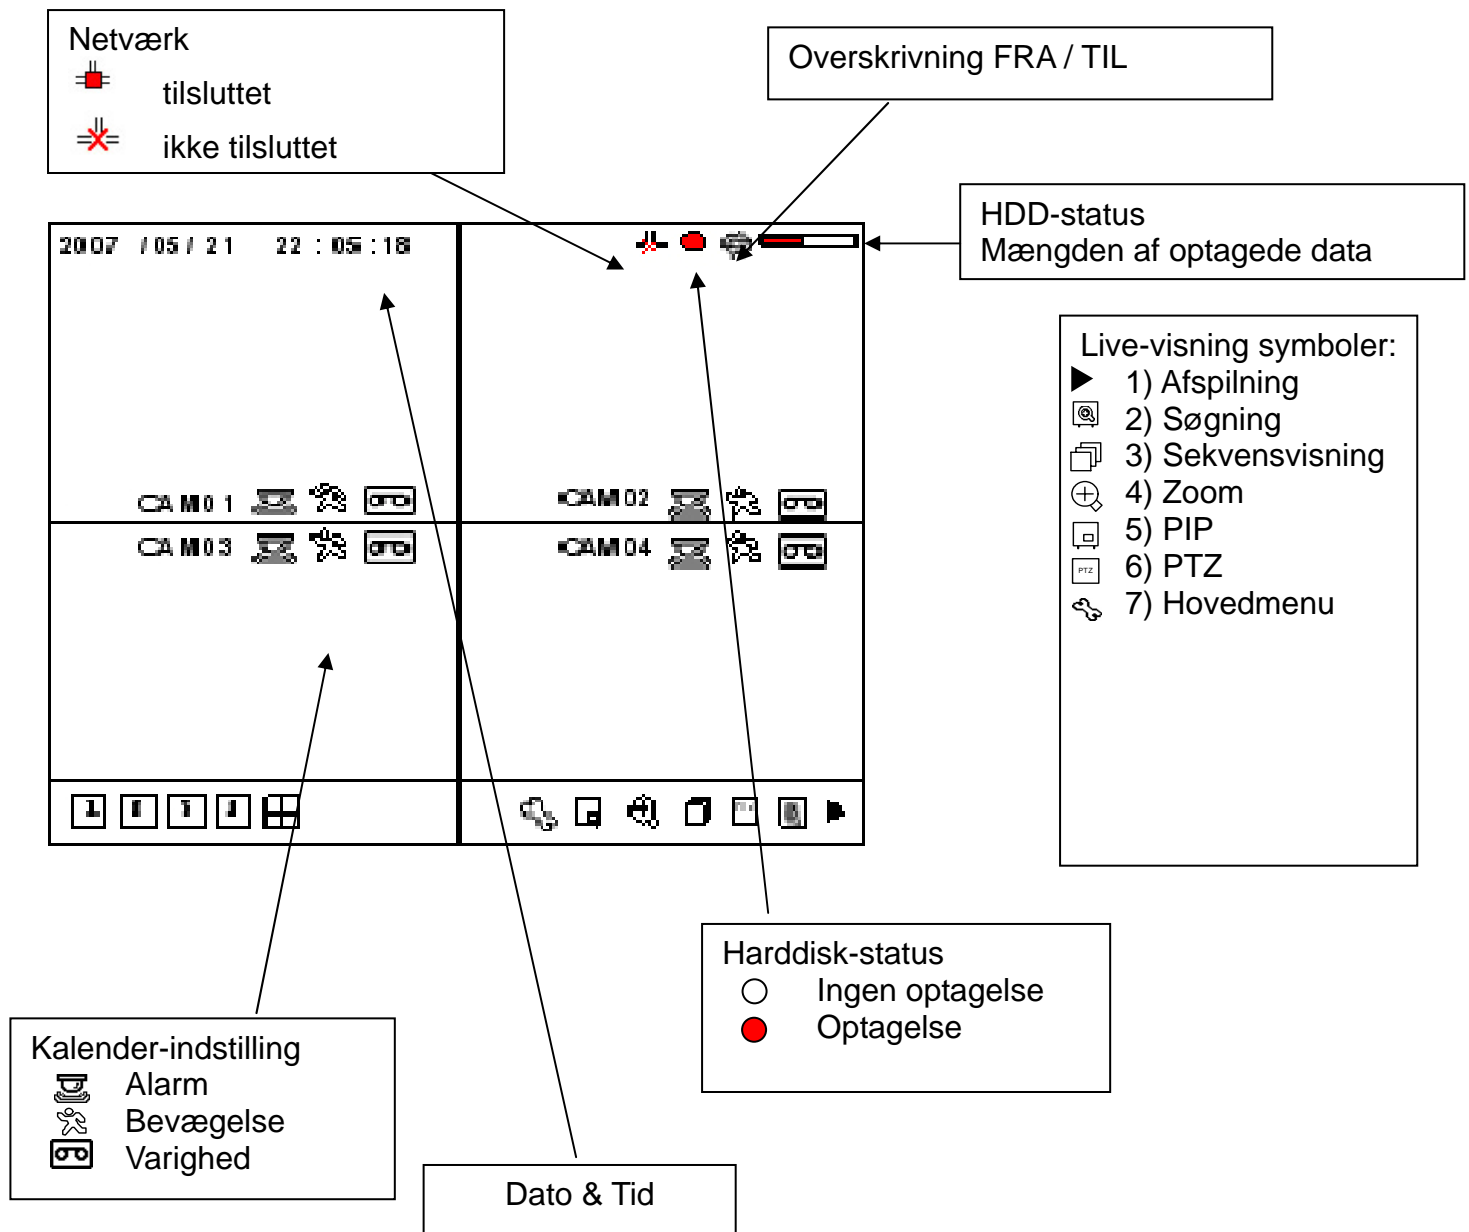 Netværk
tilsluttet
ikke tilsluttet
Overskrivning FRA / TIL
HDD-status
Mængden af optagede data
2007 / 05 / 21 22 : 05 : 18
CAM01
CAM02
CAM03
CAM04
Live-visning symboler:
1) Afspilning
2) Søgning
3) Sekvensvisning
4) Zoom
5) PIP
PTZ 6) PTZ
7) Hovedmenu
1
Harddisk-status
Ingen optagelse
Optagelse
Kalender-indstilling
Alarm
Bevægelse
Varighed
Dato & Tid